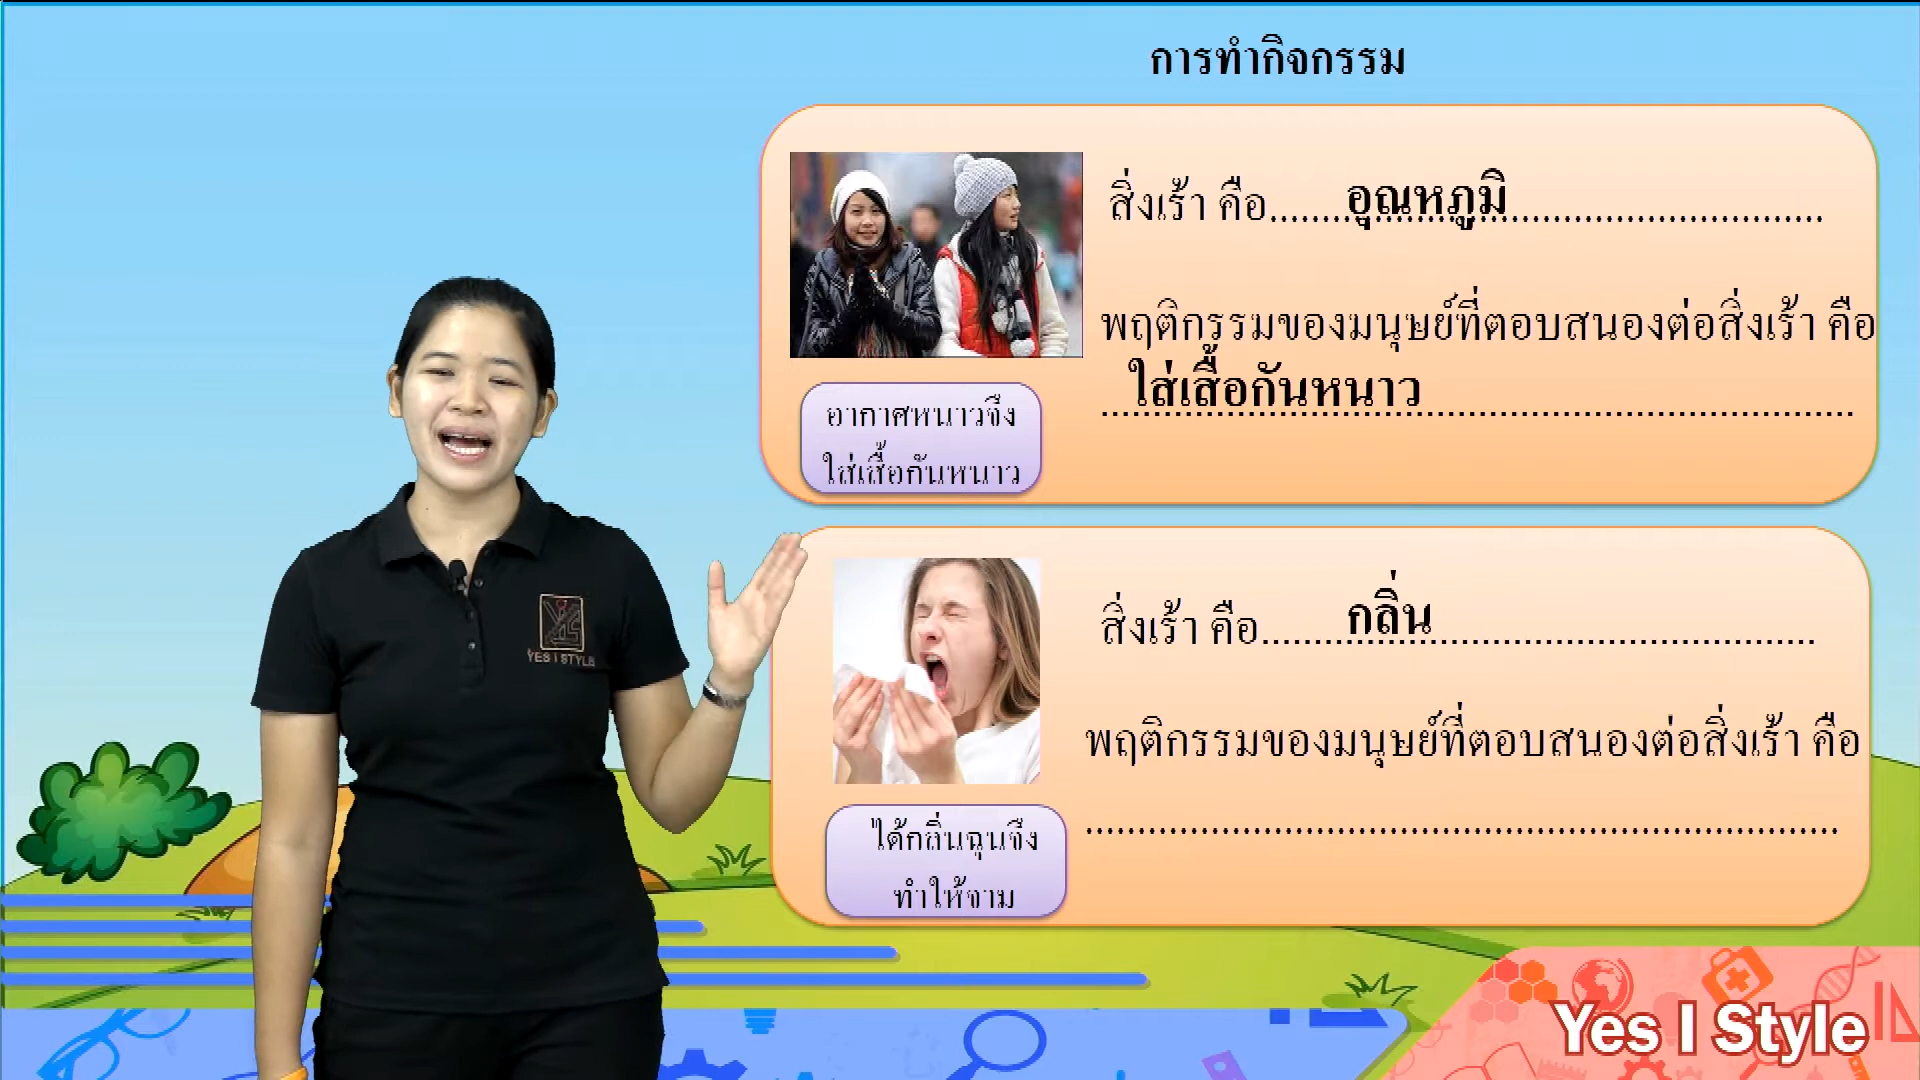 การทำกิจกรรม
สิ่งเร้า คือ......อุณหภูมิ..............................
พฤติกรรมของมนุษย์ที่ตอบสนองต่อสิ่งเร้า คือ
ใส่เสื้อกันหนาว
อากาศหนาวจึง
ใส่เสื้อกันหนาว
สิ่งเร้า คือ......กลิ่น..............................
พฤติกรรมของมนุษย์ที่ตอบสนองต่อสิ่งเร้า คือ
........................................................................
ได้กลิ่นฉุนจึง
ทำให้จาม
YES I STYLE
Yes I Style